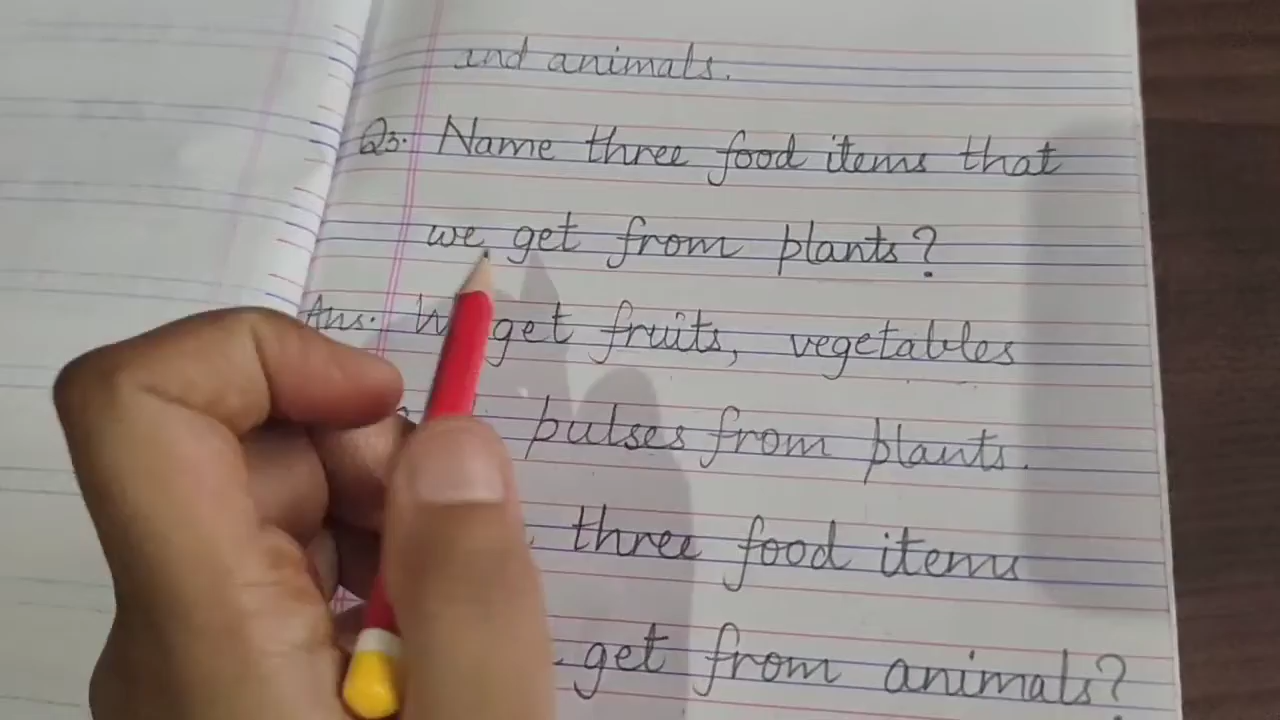 and animals.
Q3. Name three food items that
we get from plants?
Ans. We get fruits, vegetables
pulses from plants.
three food items
get from animals?